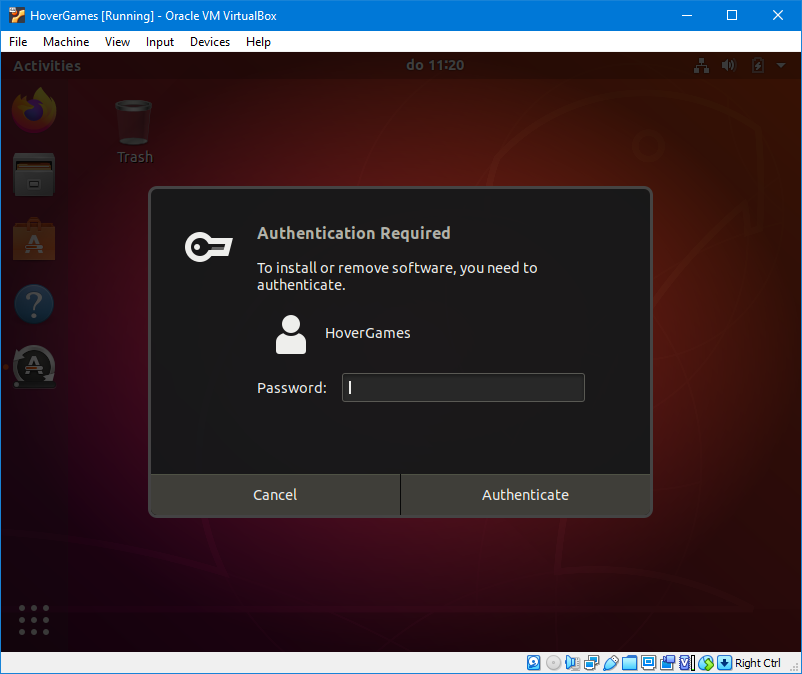 HoverGames [Running] - Oracle VM VirtualBox
File Machine View Input Devices Help
Activities
do 11:20
Trash
Authentication Required
To install or remove software, you need to
authenticate.
HoverGames
Password:
Cancel
Authenticate
Right Ctrl